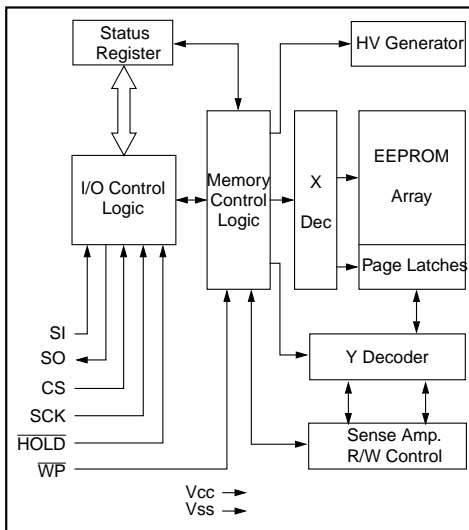 Status
Register
HV Generator
I/O Control
Logic
Memory
Control
Logic
X
Dec
EEPROM
Array
Page Latches
SI
SO
CS
SCK
HOLD
WP
Y Decoder
Sense Amp.
R/W Control
Vcc
Vss